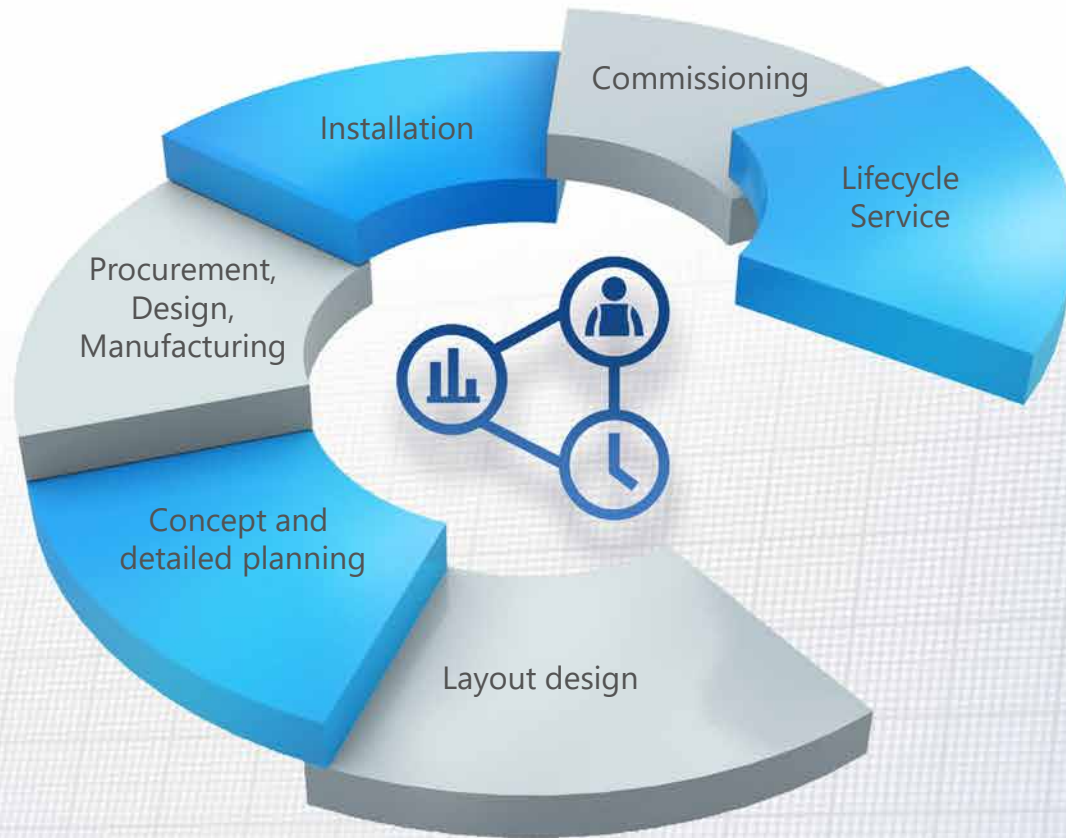 Commissioning
Installation
Lifecycle
Service
Procurement,
Design,
Manufacturing
Concept and
detailed planning
Layout design